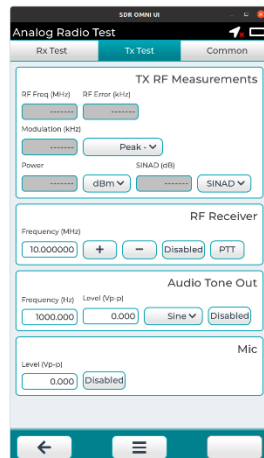 SDR OMNI UI
Analog Radio Test
Rx Test Tx Test Common
TX RF Measurements
RF Freq (MHz) RF Error (kHz)
------- -------
Modulation (kHz)
------- Peak -
Power SINAD (dB)
------- dBm ------- SINAD
RF Receiver
Frequency (MHz)
10.000000 + − Disabled PTT
Audio Tone Out
Frequency (Hz) Level (Vp-p)
1000.000 0.000 Sine Disabled
Mic
Level (Vp-p)
0.000 Disabled